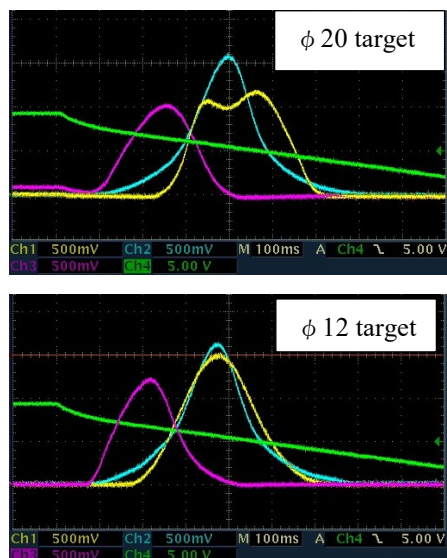 φ 20 target
Ch1 500mV Ch2 500mV M 100ms A Ch4 5.00 V
Ch3 500mV Ch4 5.00 V
φ 12 target
Ch1 500mV Ch2 500mV M 100ms A Ch4 5.00 V
Ch3 500mV Ch4 5.00 V